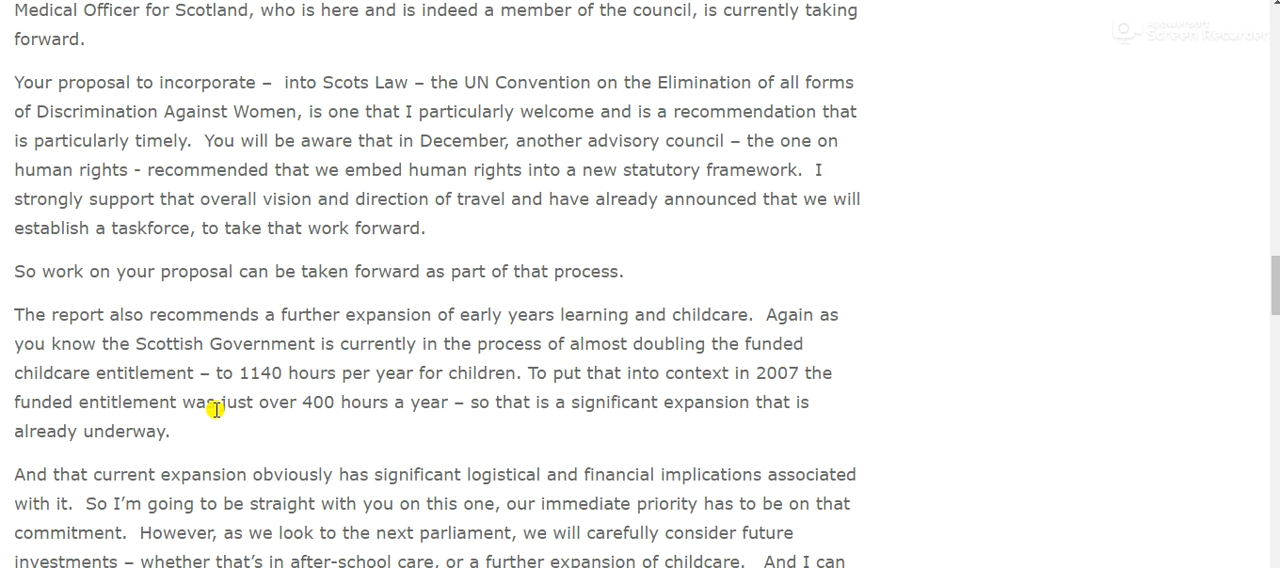 Medical Officer for Scotland, who is here and is indeed a member of the council, is currently taking
forward.
Your proposal to incorporate –  into Scots Law – the UN Convention on the Elimination of all forms
of Discrimination Against Women, is one that I particularly welcome and is a recommendation that
is particularly timely.  You will be aware that in December, another advisory council – the one on
human rights - recommended that we embed human rights into a new statutory framework.  I
strongly support that overall vision and direction of travel and have already announced that we will
establish a taskforce, to take that work forward.
So work on your proposal can be taken forward as part of that process.
The report also recommends a further expansion of early years learning and childcare.  Again as
you know the Scottish Government is currently in the process of almost doubling the funded
childcare entitlement – to 1140 hours per year for children. To put that into context in 2007 the
funded entitlement was just over 400 hours a year – so that is a significant expansion that is
already underway.
And that current expansion obviously has significant logistical and financial implications associated
with it.  So I’m going to be straight with you on this one, our immediate priority has to be on that
commitment.  However, as we look to the next parliament, we will carefully consider future
investments – whether that’s in after-school care, or a further expansion of childcare.   And I can
Apowersoft
Screen Recorder